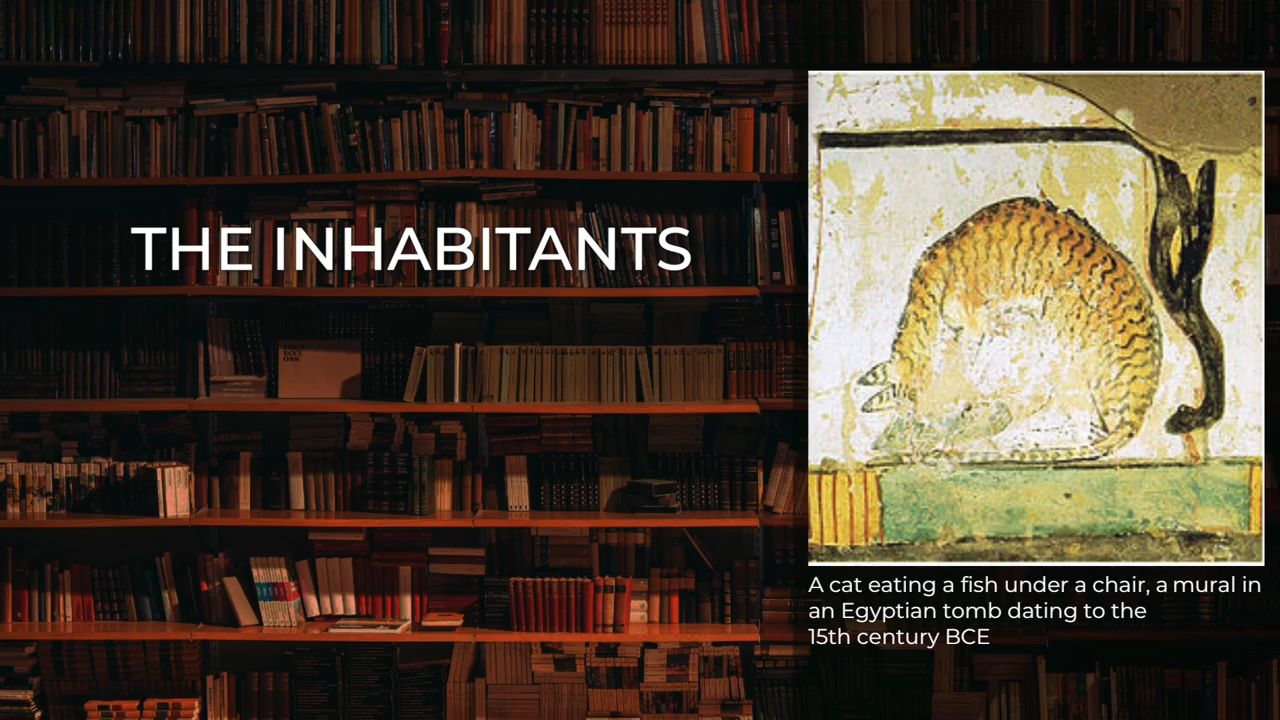 THE INHABITANTS
A cat eating a fish under a chair, a mural in
an Egyptian tomb dating to the
15th century BCE